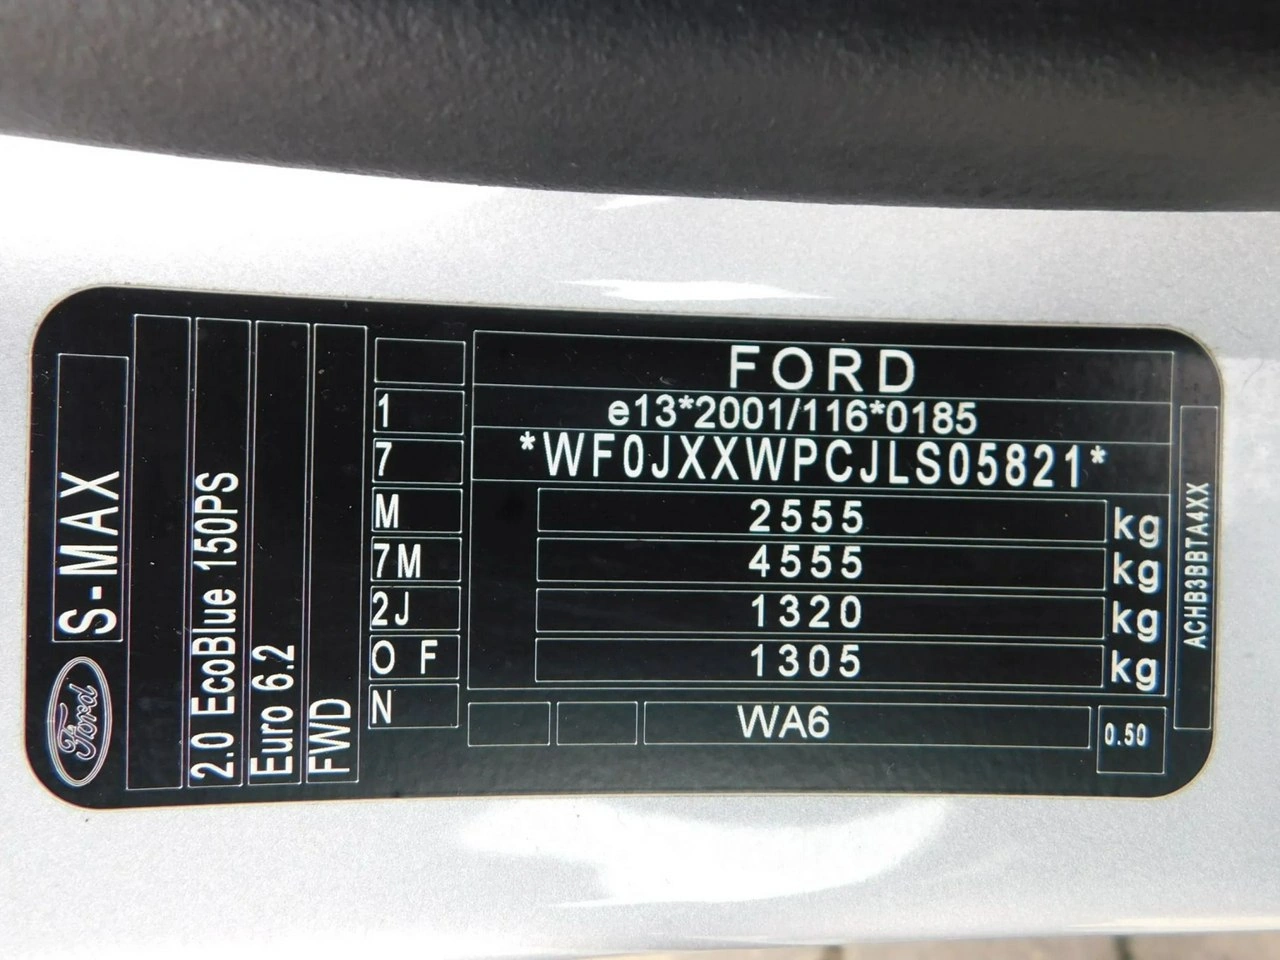 FORD
e13*2001/116*0185
*WF0JXXWPCJLS05821*
2555 kg
4555 kg
1320 kg
1305 kg
WA6
0.50
1
7
M
7M
2J
O F
N
Ford
S-MAX
2.0 EcoBlue 150PS
Euro 6.2
FWD
ACHB3BBTA4XX